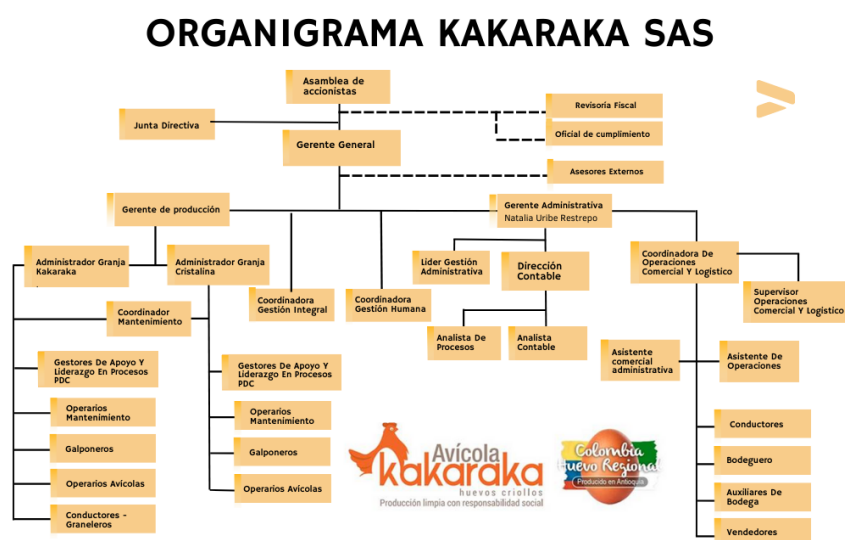 ORGANIGRAMA KAKARAKA SAS
Asamblea de
accionistas
Revisoría Fiscal
Junta Directiva
Oficial de cumplimiento
Gerente General
Asesores Externos
Gerente de producción
Gerente Administrativa
Natalia Uribe Restrepo
Administrador Granja
Kakaraka
Administrador Granja
Cristalina
Lider Gestión
Administrativa
Dirección
Contable
Coordinadora De
Operaciones
Comercial Y Logístico
Coordinadora
Gestión Integral
Coordinadora
Gestión Humana
Supervisor
Operaciones
Comercial Y Logístico
Coordinador
Mantenimiento
Analista De
Procesos
Analista
Contable
Asistente
comercial
administrativa
Asistente De
Operaciones
Gestores De Apoyo Y
Liderazgo En Procesos
PDC
Gestores De Apoyo Y
Liderazgo En Procesos
PDC
Operarios
Mantenimiento
Operarios
Mantenimiento
Conductores
Galponeros
Galponeros
Bodeguero
Operarios Avícolas
Operarios Avícolas
Auxiliares De
Bodega
Conductores -
Graneleros
Vendedores
Avícola
kakaraka
huevos criollos
Producción limpia con responsabilidad social
Colombia
Huevo Regional
Producido en Antioquia